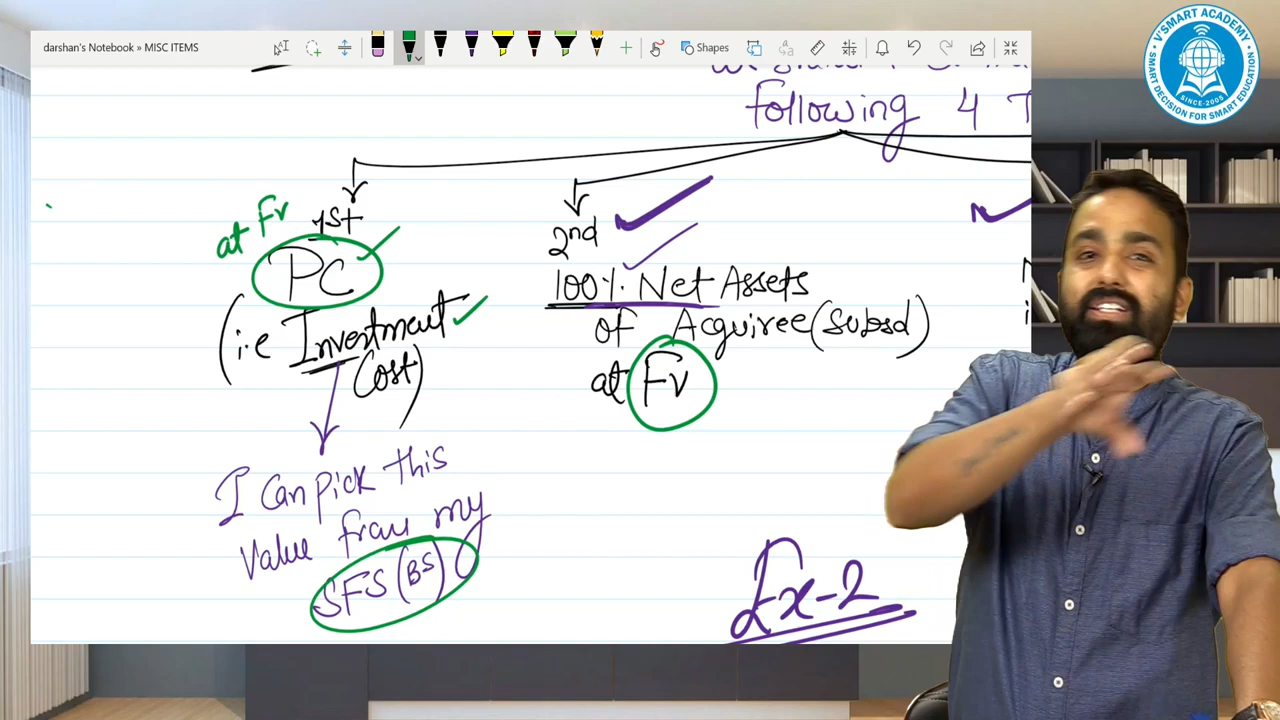 darshan's Notebook » MISC ITEMS
Shapes
V'SMART ACADEMY
SINCE-2005
SMART DECISION FOR SMART EDUCATION
Following 4
at Fv
1st
PC
(i.e Investment
Cost)
I Can pick this
Value from my
SFS (BS)
2nd
100% Net Assets
of Acquiree (Subsd)
at Fv
Ex-2